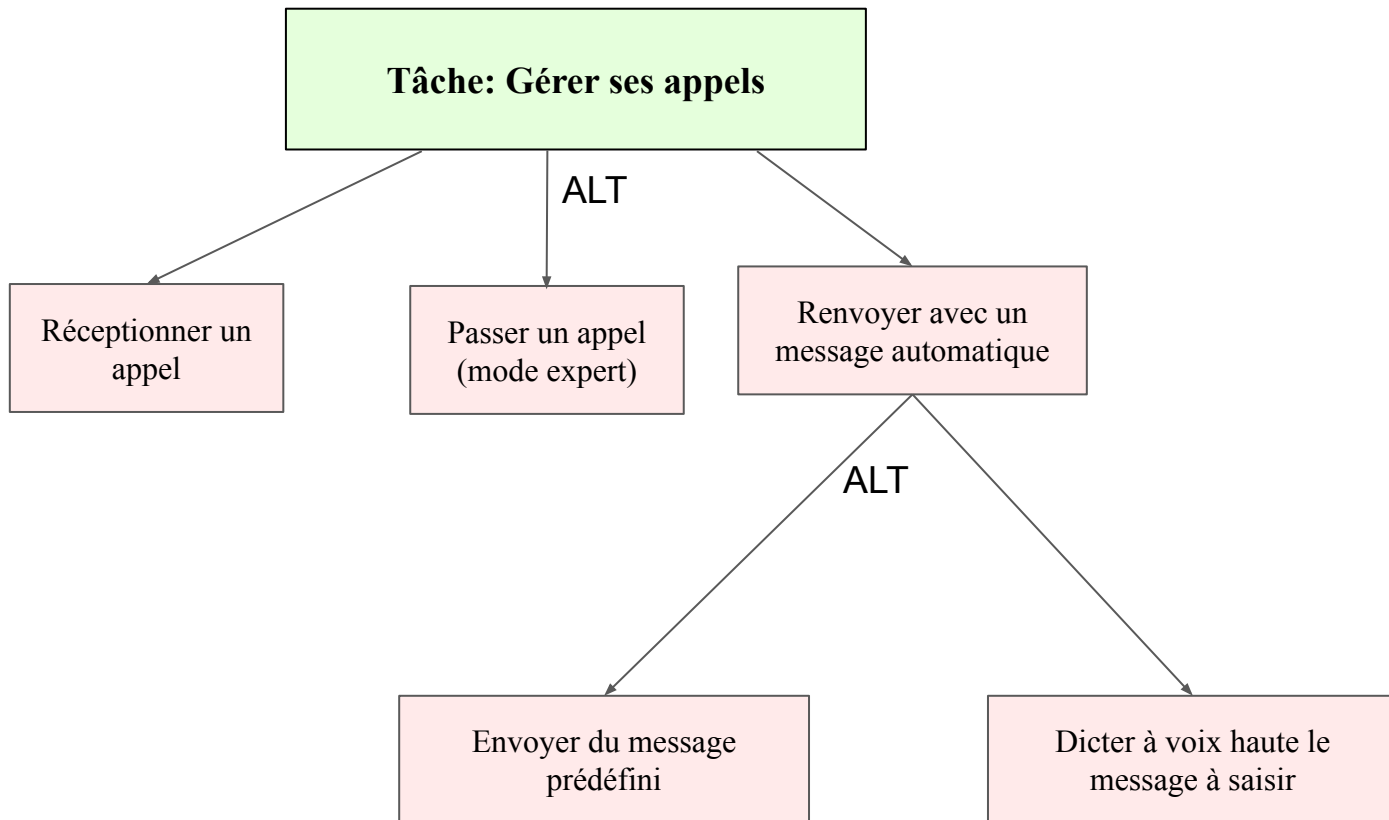 Tâche: Gérer ses appels
ALT
Réceptionner un
appel
Passer un appel
(mode expert)
Renvoyer avec un
message automatique
ALT
Envoyer du message
prédéfini
Dicter à voix haute le
message à saisir